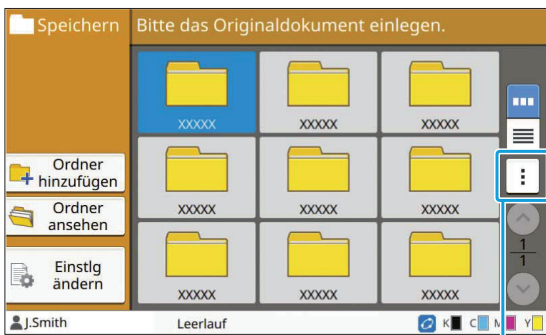 Speichern
Bitte das Originaldokument einlegen.
XXXXX XXXXX XXXXX
Ordner
hinzufügen
XXXXX XXXXX XXXXX
Ordner
ansehen
1
1
Einstlg
ändern
XXXXX XXXXX XXXXX
J.Smith Leerlauf K C M Y